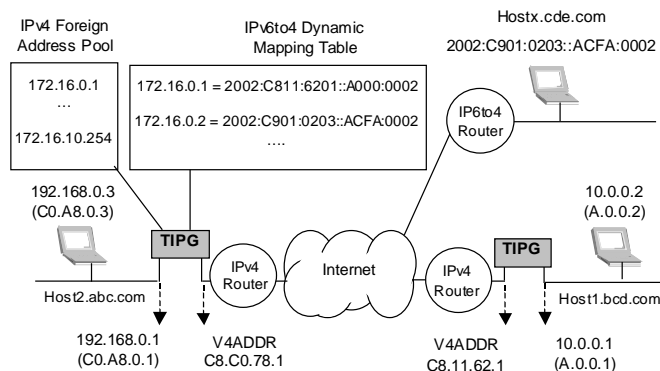 IPv4 Foreign
Address Pool
IPv6to4 Dynamic
Mapping Table
Hostx.cde.com
2002:C901:0203::ACFA:0002
172.16.0.1
...
172.16.10.254
172.16.0.1 = 2002:C811:6201::A000:0002
172.16.0.2 = 2002:C901:0203::ACFA:0002
....
IP6to4
Router
192.168.0.3
(C0.A8.0.3)
10.0.0.2
(A.0.0.2)
TIPG
TIPG
IPv4
Router
Internet
IPv4
Router
Host2.abc.com
Host1.bcd.com
192.168.0.1
(C0.A8.0.1)
V4ADDR
C8.C0.78.1
V4ADDR
C8.11.62.1
10.0.0.1
(A.0.0.1)